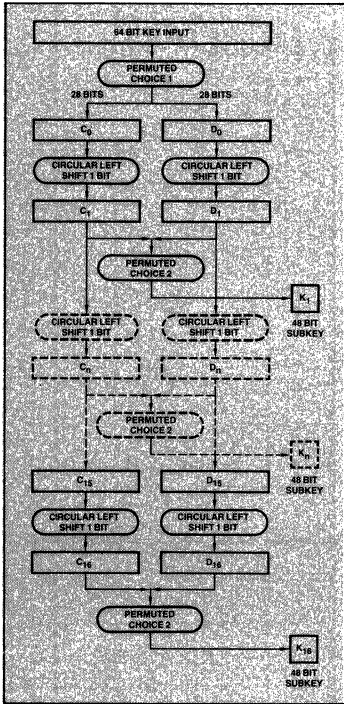 64 BIT KEY INPUT
PERMUTED
CHOICE 1
28 BITS 28 BITS
C0 D0
CIRCULAR LEFT
SHIFT 1 BIT
CIRCULAR LEFT
SHIFT 1 BIT
C1 D1
PERMUTED
CHOICE 2
K1
48 BIT
SUBKEY
CIRCULAR LEFT
SHIFT 1 BIT
CIRCULAR LEFT
SHIFT 1 BIT
Cn Dn
PERMUTED
CHOICE 2
Kn
48 BIT
SUBKEY
C15 D15
CIRCULAR LEFT
SHIFT 1 BIT
CIRCULAR LEFT
SHIFT 1 BIT
C16 D16
PERMUTED
CHOICE 2
K16
48 BIT
SUBKEY